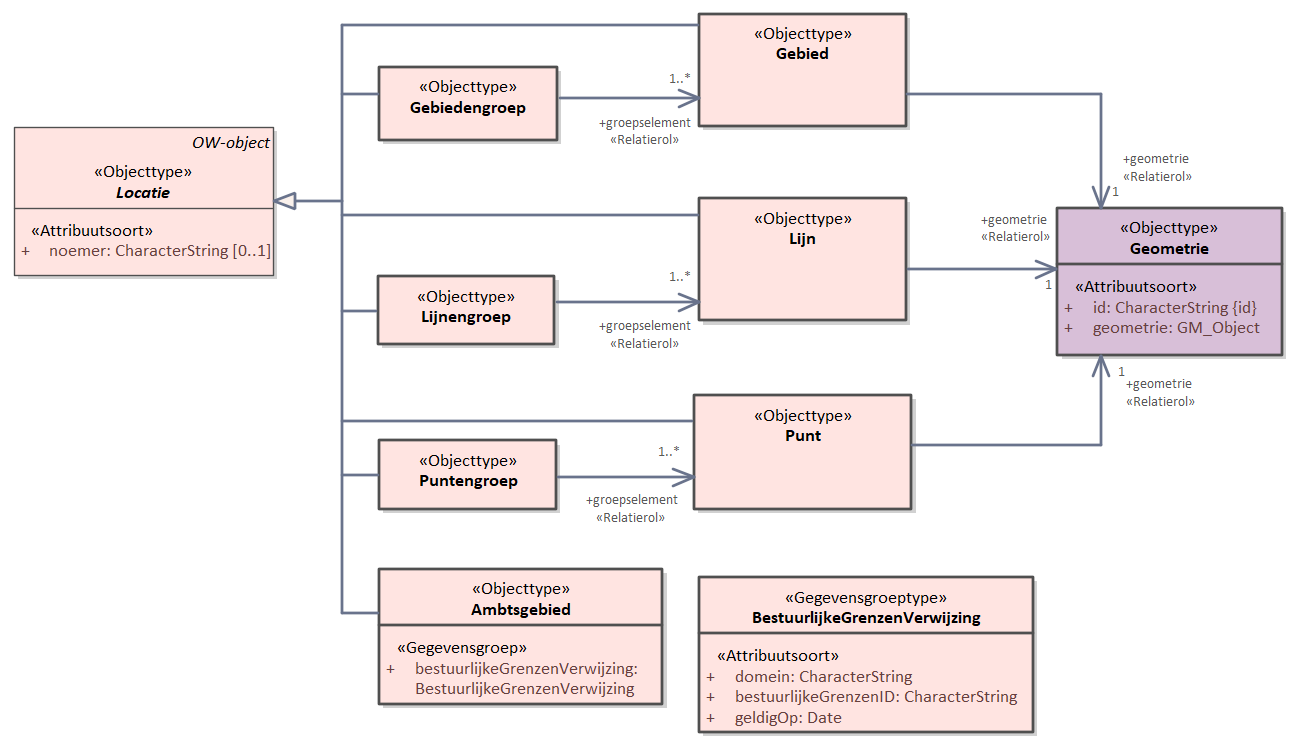 OW-object
«Objecttype»
Locatie
«Attribuutsoort»
+ noemer: CharacterString [0..1]
«Objecttype»
Gebiedengroep
1..*
+groepselement
«Relatierol»
«Objecttype»
Gebied
+geometrie
«Relatierol»
1
«Objecttype»
Lijnengroep
1..*
+groepselement
«Relatierol»
«Objecttype»
Lijn
+geometrie
«Relatierol»
1
«Objecttype»
Geometrie
«Attribuutsoort»
+ id: CharacterString {id}
+ geometrie: GM_Object
«Objecttype»
Puntengroep
1..*
+groepselement
«Relatierol»
«Objecttype»
Punt
1
+geometrie
«Relatierol»
«Objecttype»
Ambtsgebied
«Gegevensgroep»
+ bestuurlijkeGrenzenVerwijzing:
BestuurlijkeGrenzenVerwijzing
«Gegevensgroeptype»
BestuurlijkeGrenzenVerwijzing
«Attribuutsoort»
+ domein: CharacterString
+ bestuurlijkeGrenzenID: CharacterString
+ geldigOp: Date